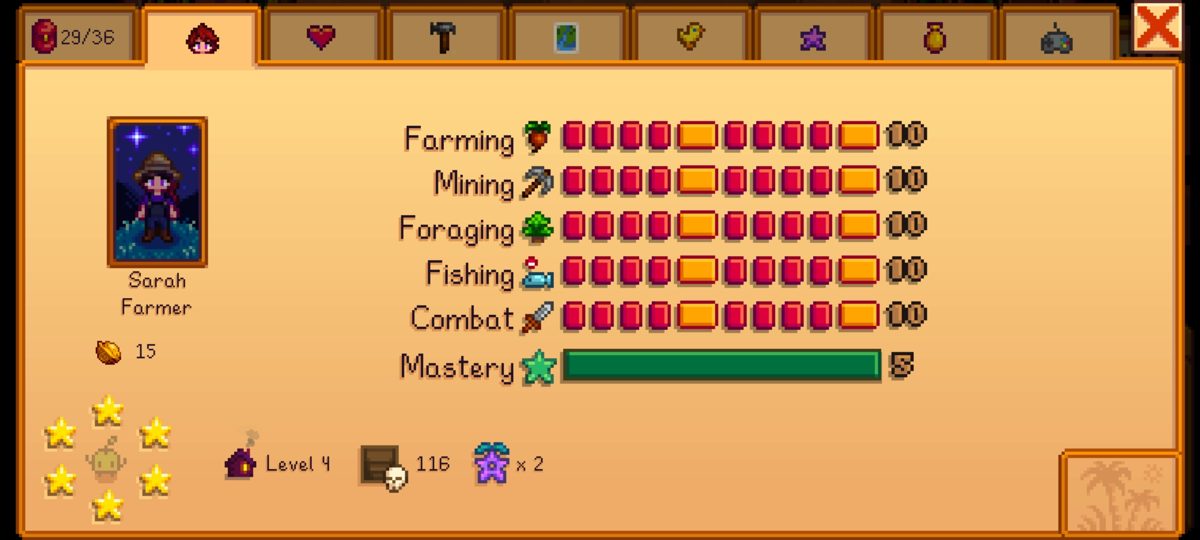 29/36
Farming 10
Mining 10
Foraging 10
Fishing 10
Combat 10
Mastery 5
Sarah
Farmer
15
Level 4
116
x 2